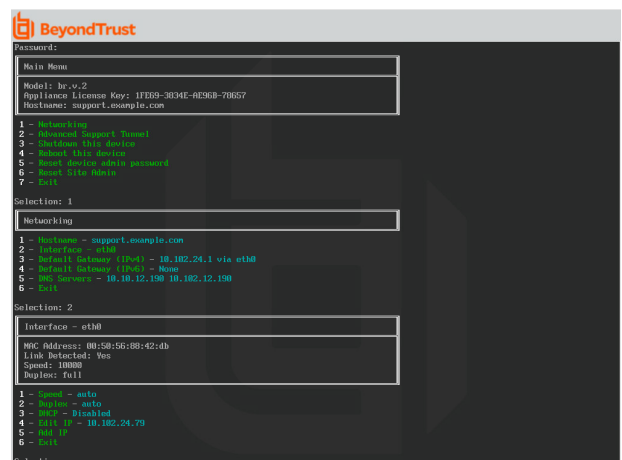 BeyondTrust
Password:
Main Menu
Model: br.v.2
Appliance License Key: 1FE69-3834E-AE96B-78657
Hostname: support.example.com
1 - Networking
2 - Advanced Support Tunnel
3 - Shutdown this device
4 - Reboot this device
5 - Reset device admin password
6 - Reset Site Admin
7 - Exit
Selection: 1
Networking
1 - Hostname - support.example.com
2 - Interface - eth0
3 - Default Gateway (IPv4) - 10.102.24.1 via eth0
4 - Default Gateway (IPv6) - None
5 - DNS Servers - 10.10.12.190 10.102.12.190
6 - Exit
Selection: 2
Interface - eth0
MAC Address: 00:50:56:88:42:db
Link Detected: Yes
Speed: 10000
Duplex: full
1 - Speed - auto
2 - Duplex - auto
3 - DHCP - Disabled
4 - Edit IP - 10.102.24.79
5 - Add IP
6 - Exit